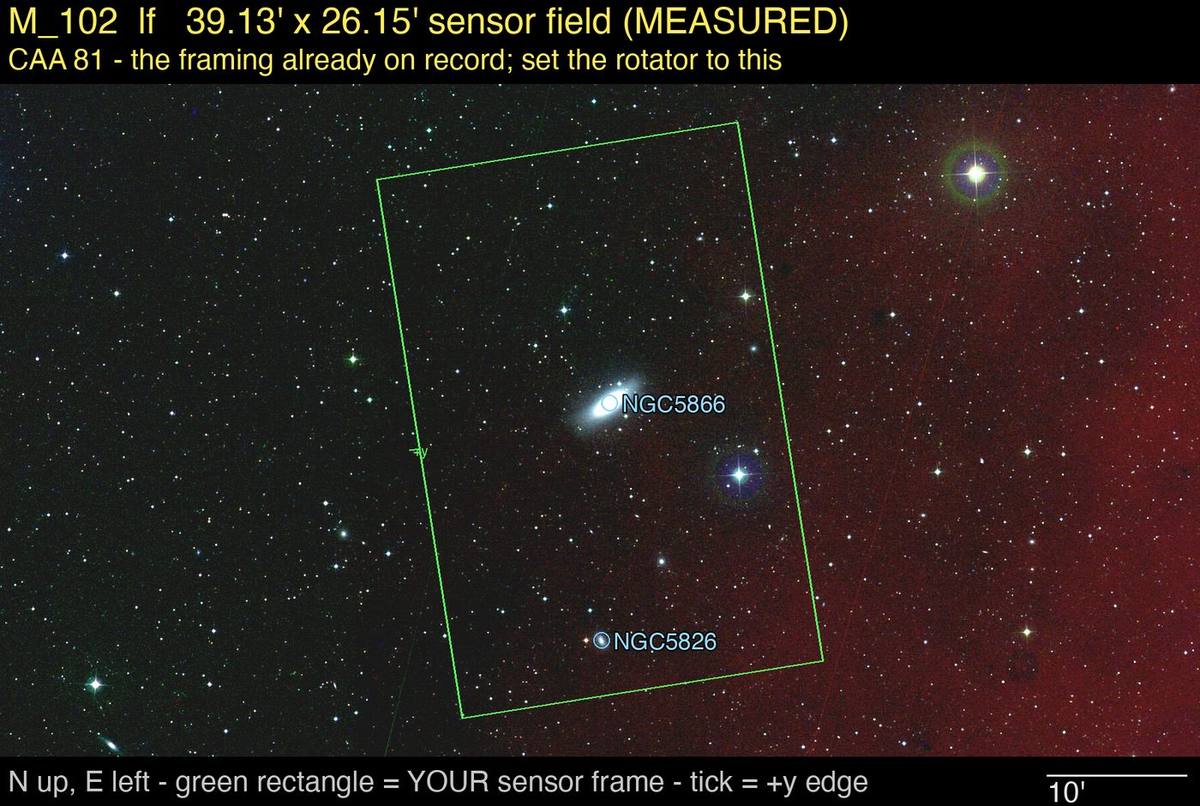 M_102 lf 39.13' x 26.15' sensor field (MEASURED)
CAA 81 - the framing already on record; set the rotator to this
NGC5866
+y
NGC5826
N up, E left - green rectangle = YOUR sensor frame - tick = +y edge
10'